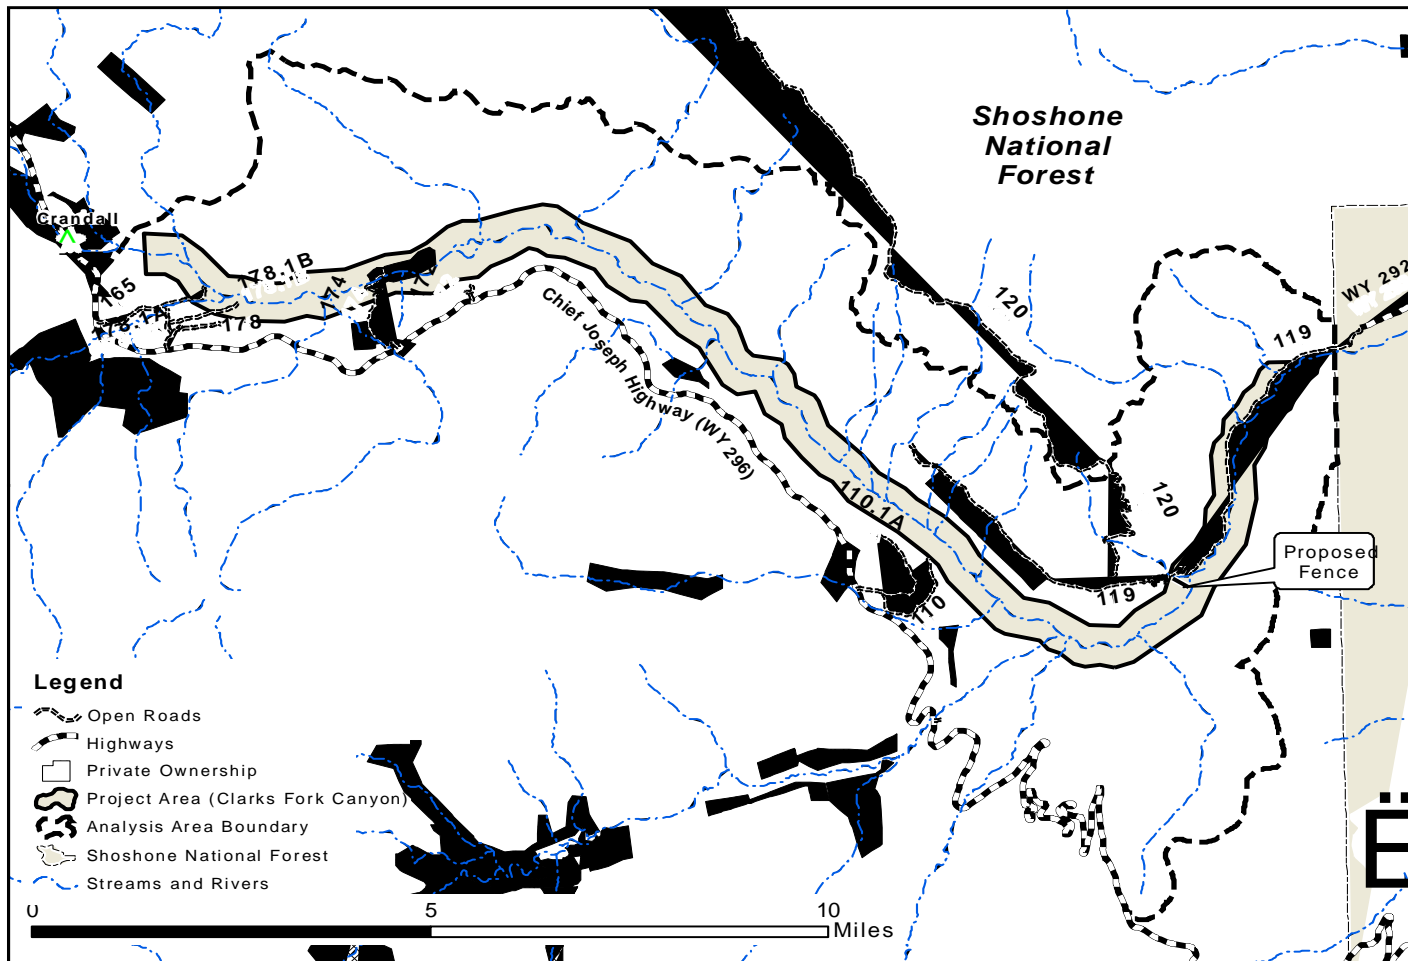 Shoshone
National
Forest
Crandall
165
178.1B
174
178.1A
178
Chief Joseph Highway (WY 296)
120
WY 292
119
110.1A
120
Proposed
Fence
119
110
Legend
Open Roads
Highways
Private Ownership
Project Area (Clarks Fork Canyon)
Analysis Area Boundary
Shoshone National Forest
Streams and Rivers
0 5 10
Miles
Ë